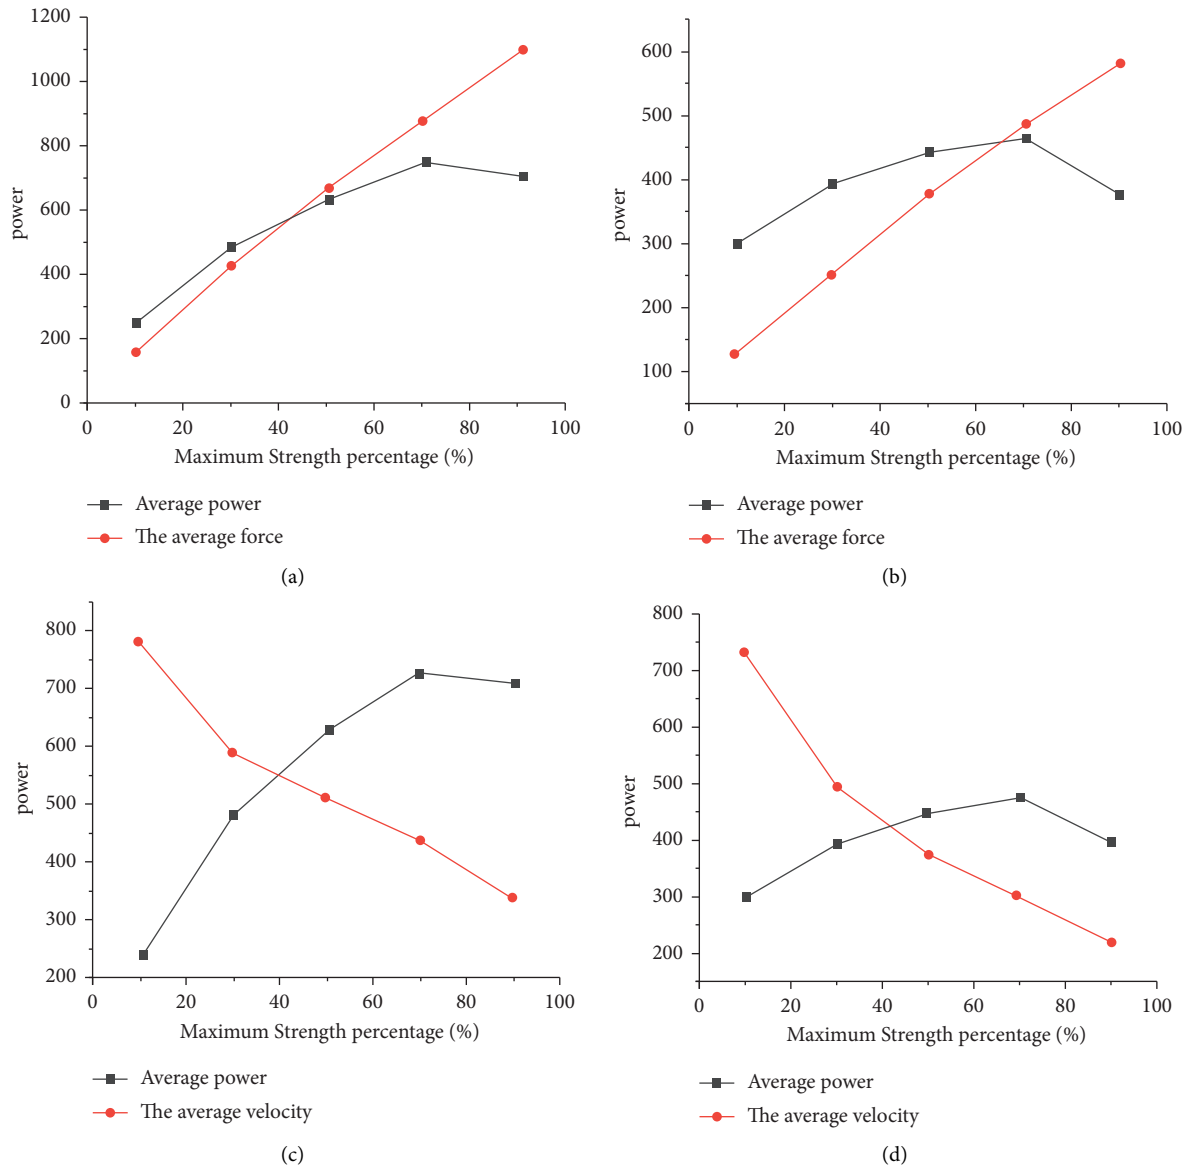 1200
1000
800
600
400
200
0
power
0 20 40 60 80 100
Maximum Strength percentage (%)
Average power
The average force
(a)
600
500
400
300
200
100
power
0 20 40 60 80 100
Maximum Strength percentage (%)
Average power
The average force
(b)
800
700
600
500
400
300
200
power
0 20 40 60 80 100
Maximum Strength percentage (%)
Average power
The average velocity
(c)
800
700
600
500
400
300
200
power
0 20 40 60 80 100
Maximum Strength percentage (%)
Average power
The average velocity
(d)